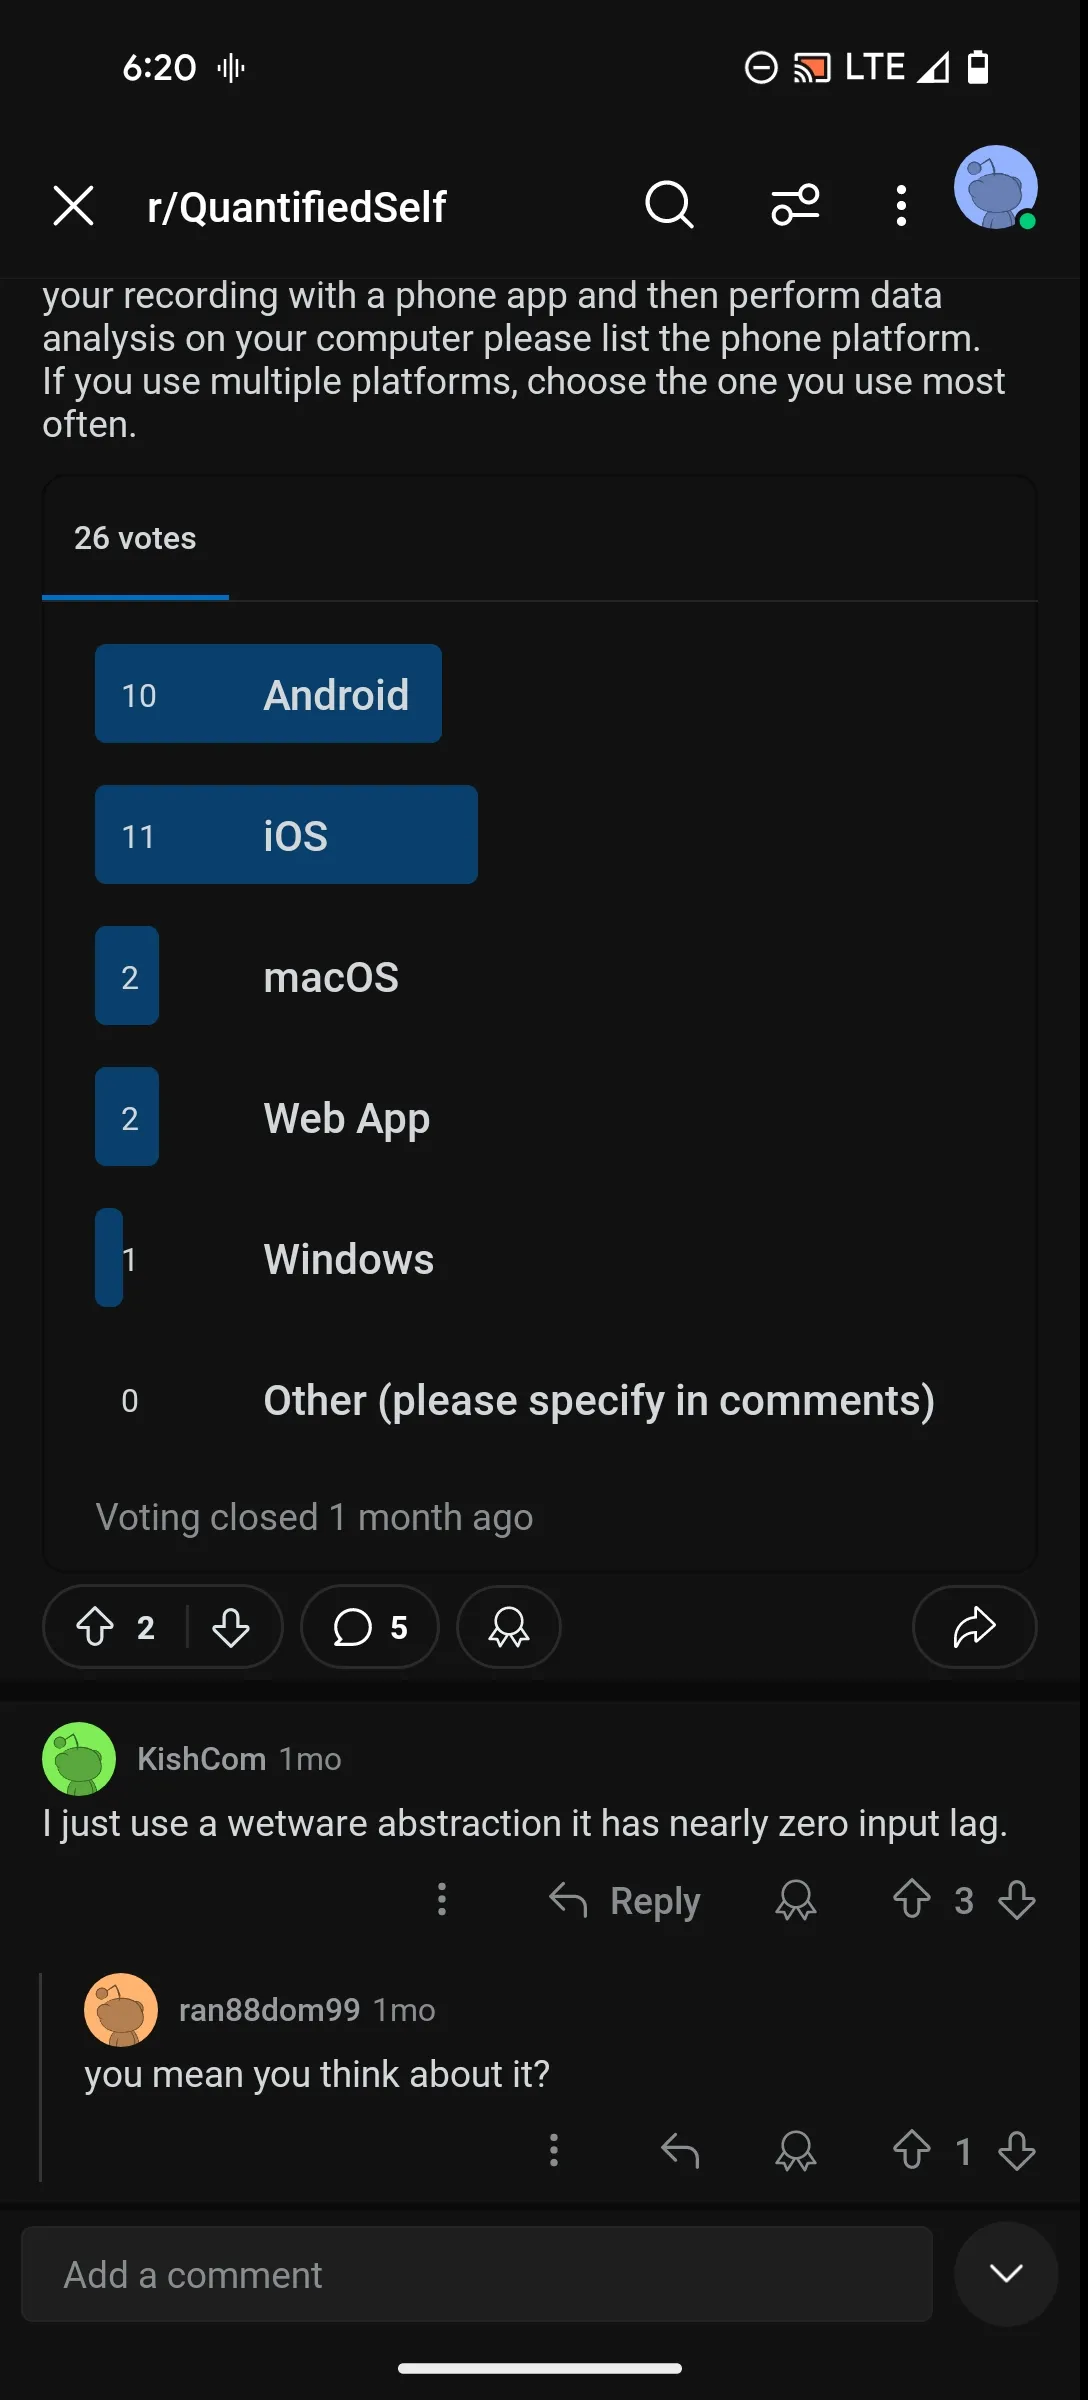 6:20
LTE
r/QuantifiedSelf
your recording with a phone app and then perform data
analysis on your computer please list the phone platform.
If you use multiple platforms, choose the one you use most
often.
26 votes
10 Android
11 iOS
2 macOS
2 Web App
1 Windows
0 Other (please specify in comments)
Voting closed 1 month ago
2 5
KishCom 1mo
I just use a wetware abstraction it has nearly zero input lag.
Reply 3
ran88dom99 1mo
you mean you think about it?
1
Add a comment